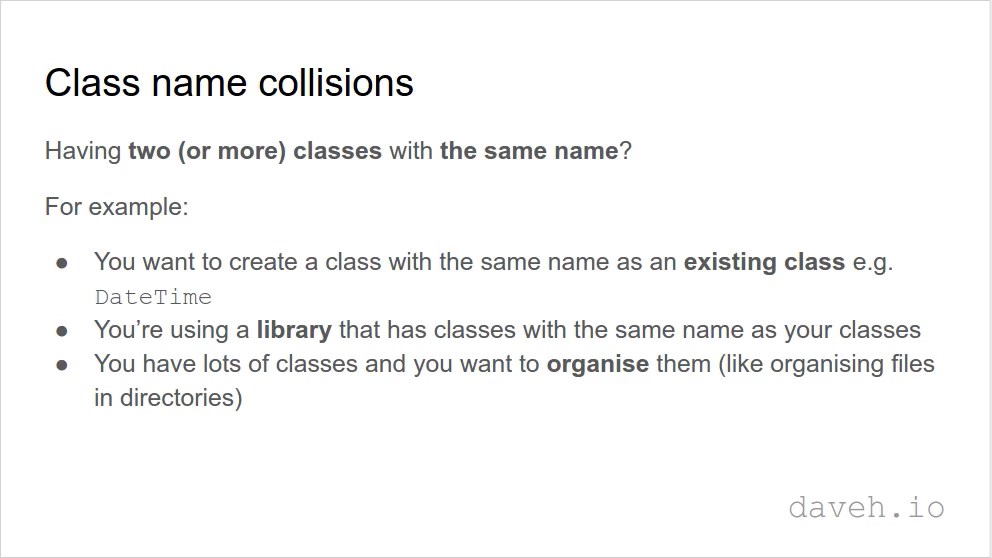 Class name collisions
Having two (or more) classes with the same name?
For example:
● You want to create a class with the same name as an existing class e.g.
DateTime
● You’re using a library that has classes with the same name as your classes
● You have lots of classes and you want to organise them (like organising files
in directories)
daveh.io